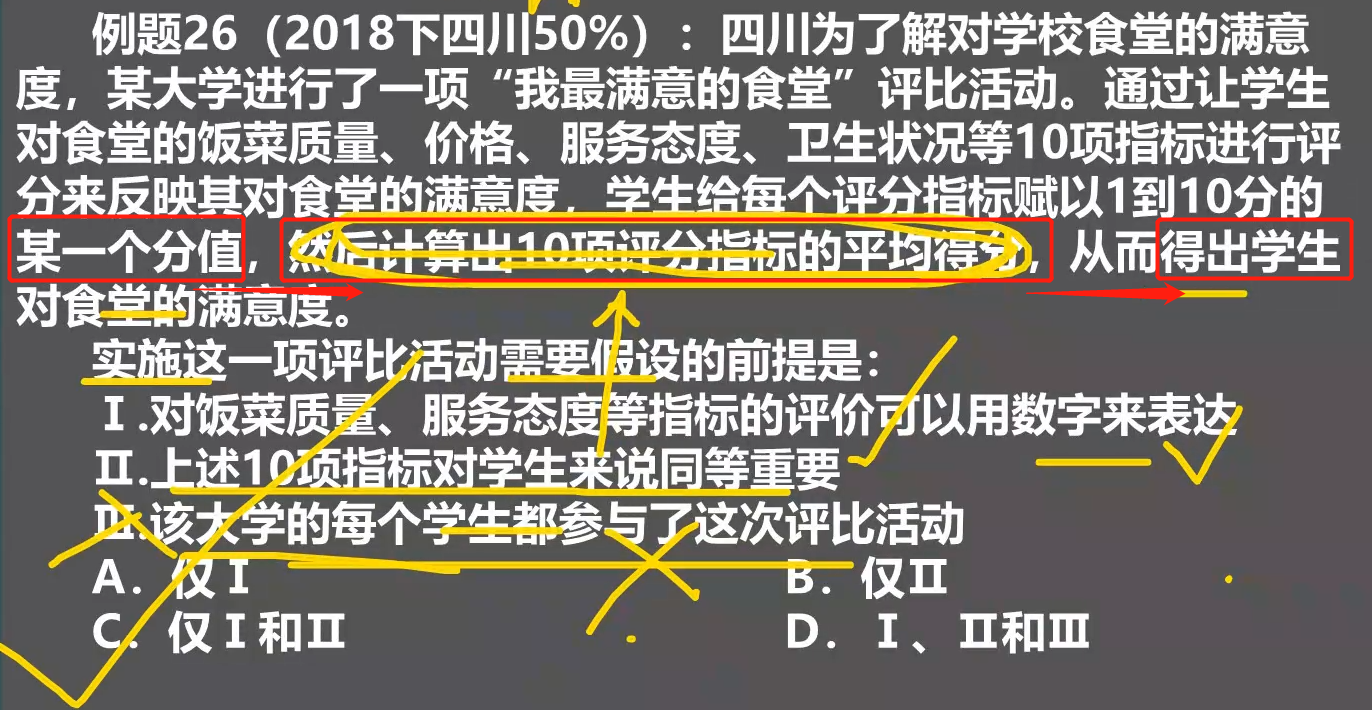 例题26（2018下四川50%）：四川为了解对学校食堂的满意
度，某大学进行了一项“我最满意的食堂”评比活动。通过让学生
对食堂的饭菜质量、价格、服务态度、卫生状况等10项指标进行评
分来反映其对食堂的满意度，学生给每个评分指标赋以1到10分的
某一个分值，然后计算出10项评分指标的平均得分，从而得出学生
对食堂的满意度。
实施这一项评比活动需要假设的前提是：
Ⅰ.对饭菜质量、服务态度等指标的评价可以用数字来表达
Ⅱ.上述10项指标对学生来说同等重要
Ⅲ.该大学的每个学生都参与了这次评比活动
A．仅Ⅰ B．仅Ⅱ
C．仅Ⅰ和Ⅱ D．Ⅰ、Ⅱ和Ⅲ